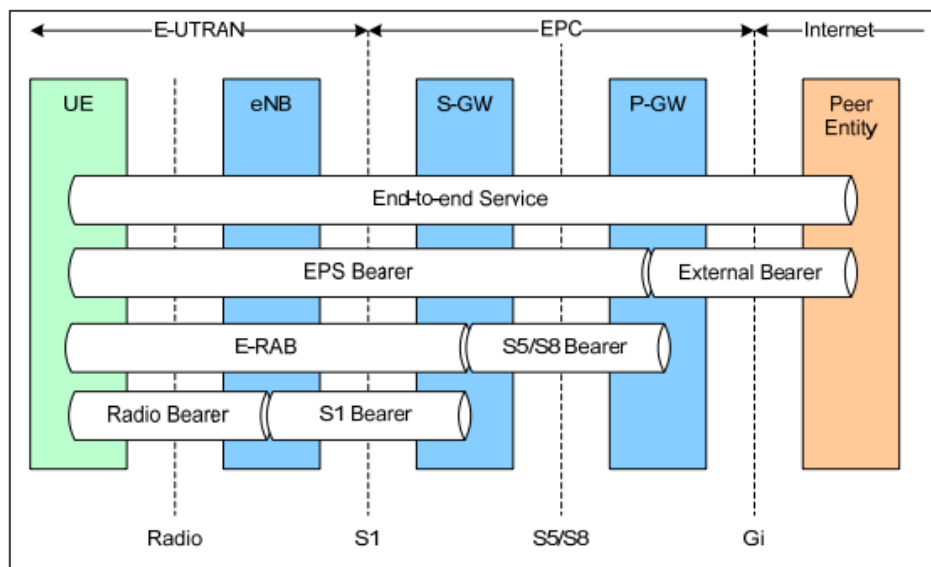 E-UTRAN EPC Internet
UE eNB S-GW P-GW Peer
Entity
End-to-end Service
EPS Bearer External Bearer
E-RAB S5/S8 Bearer
Radio Bearer S1 Bearer
Radio S1 S5/S8 Gi